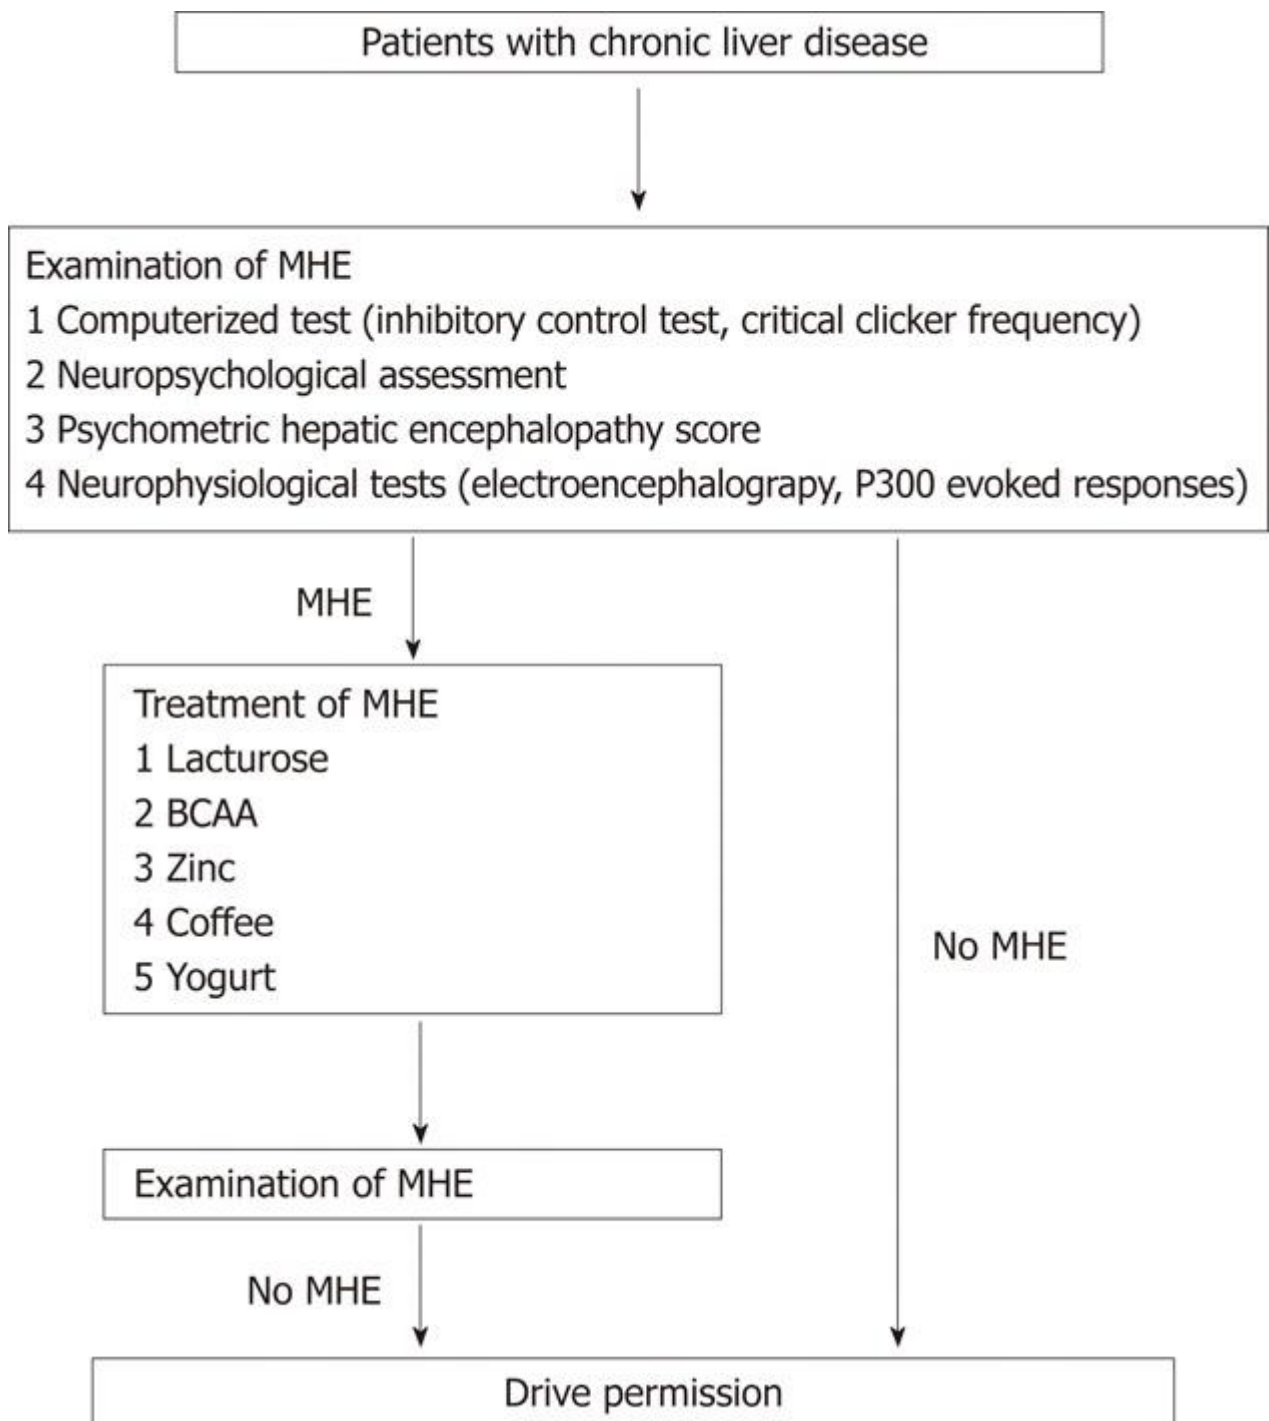 Patients with chronic liver disease
Examination of MHE
1 Computerized test (inhibitory control test, critical clicker frequency)
2 Neuropsychological assessment
3 Psychometric hepatic encephalopathy score
4 Neurophysiological tests (electroencephalograpy, P300 evoked responses)
MHE
Treatment of MHE
1 Lacturose
2 BCAA
3 Zinc
4 Coffee
5 Yogurt
No MHE
Examination of MHE
No MHE
Drive permission